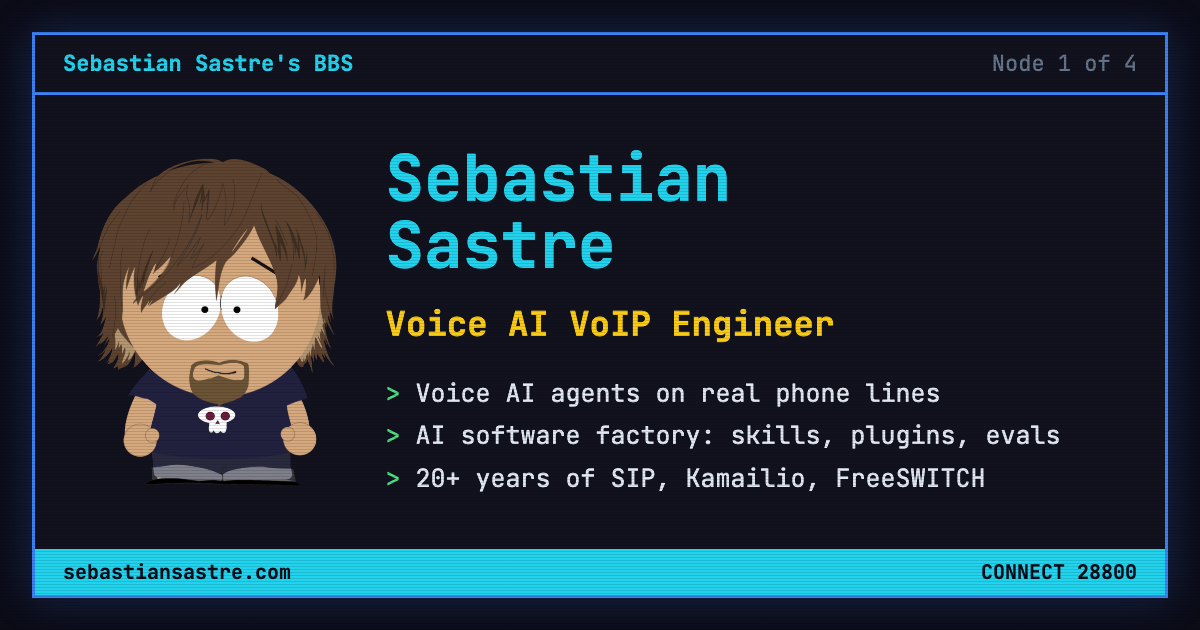 Sebastian Sastre's BBS
Node 1 of 4
Sebastian
Sastre
Voice AI VoIP Engineer
> Voice AI agents on real phone lines
> AI software factory: skills, plugins, evals
> 20+ years of SIP, Kamailio, FreeSWITCH
sebastiansastre.com
CONNECT 28800